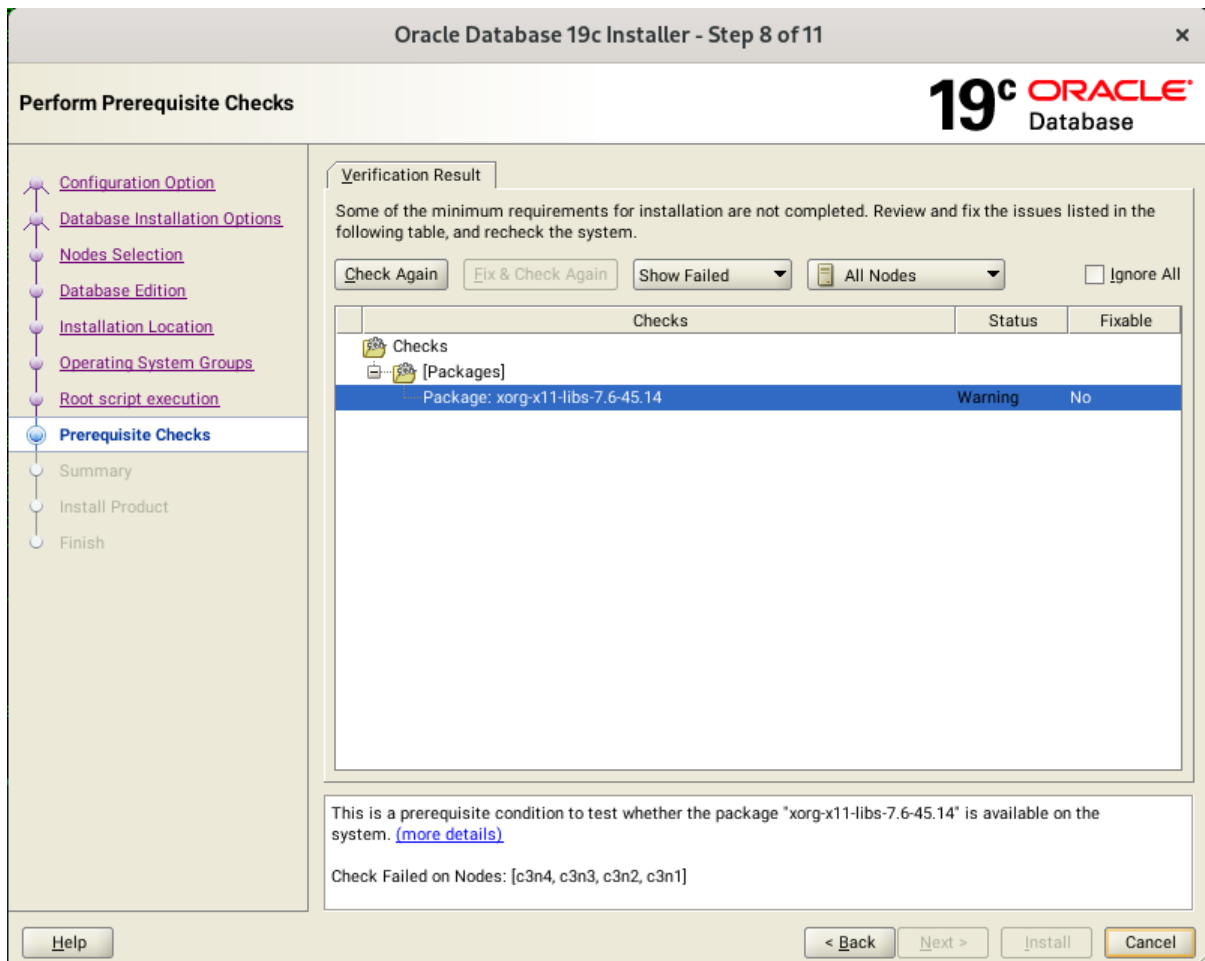 Oracle Database 19c Installer - Step 8 of 11
Perform Prerequisite Checks
19c ORACLE
Database
Configuration Option
Database Installation Options
Nodes Selection
Database Edition
Installation Location
Operating System Groups
Root script execution
Prerequisite Checks
Summary
Install Product
Finish
Verification Result
Some of the minimum requirements for installation are not completed. Review and fix the issues listed in the
following table, and recheck the system.
Check Again Fix & Check Again Show Failed All Nodes Ignore All
Checks Status Fixable
Checks
[Packages]
Package: xorg-x11-libs-7.6-45.14 Warning No
This is a prerequisite condition to test whether the package "xorg-x11-libs-7.6-45.14" is available on the
system. (more details)
Check Failed on Nodes: [c3n4, c3n3, c3n2, c3n1]
Help < Back Next > Install Cancel